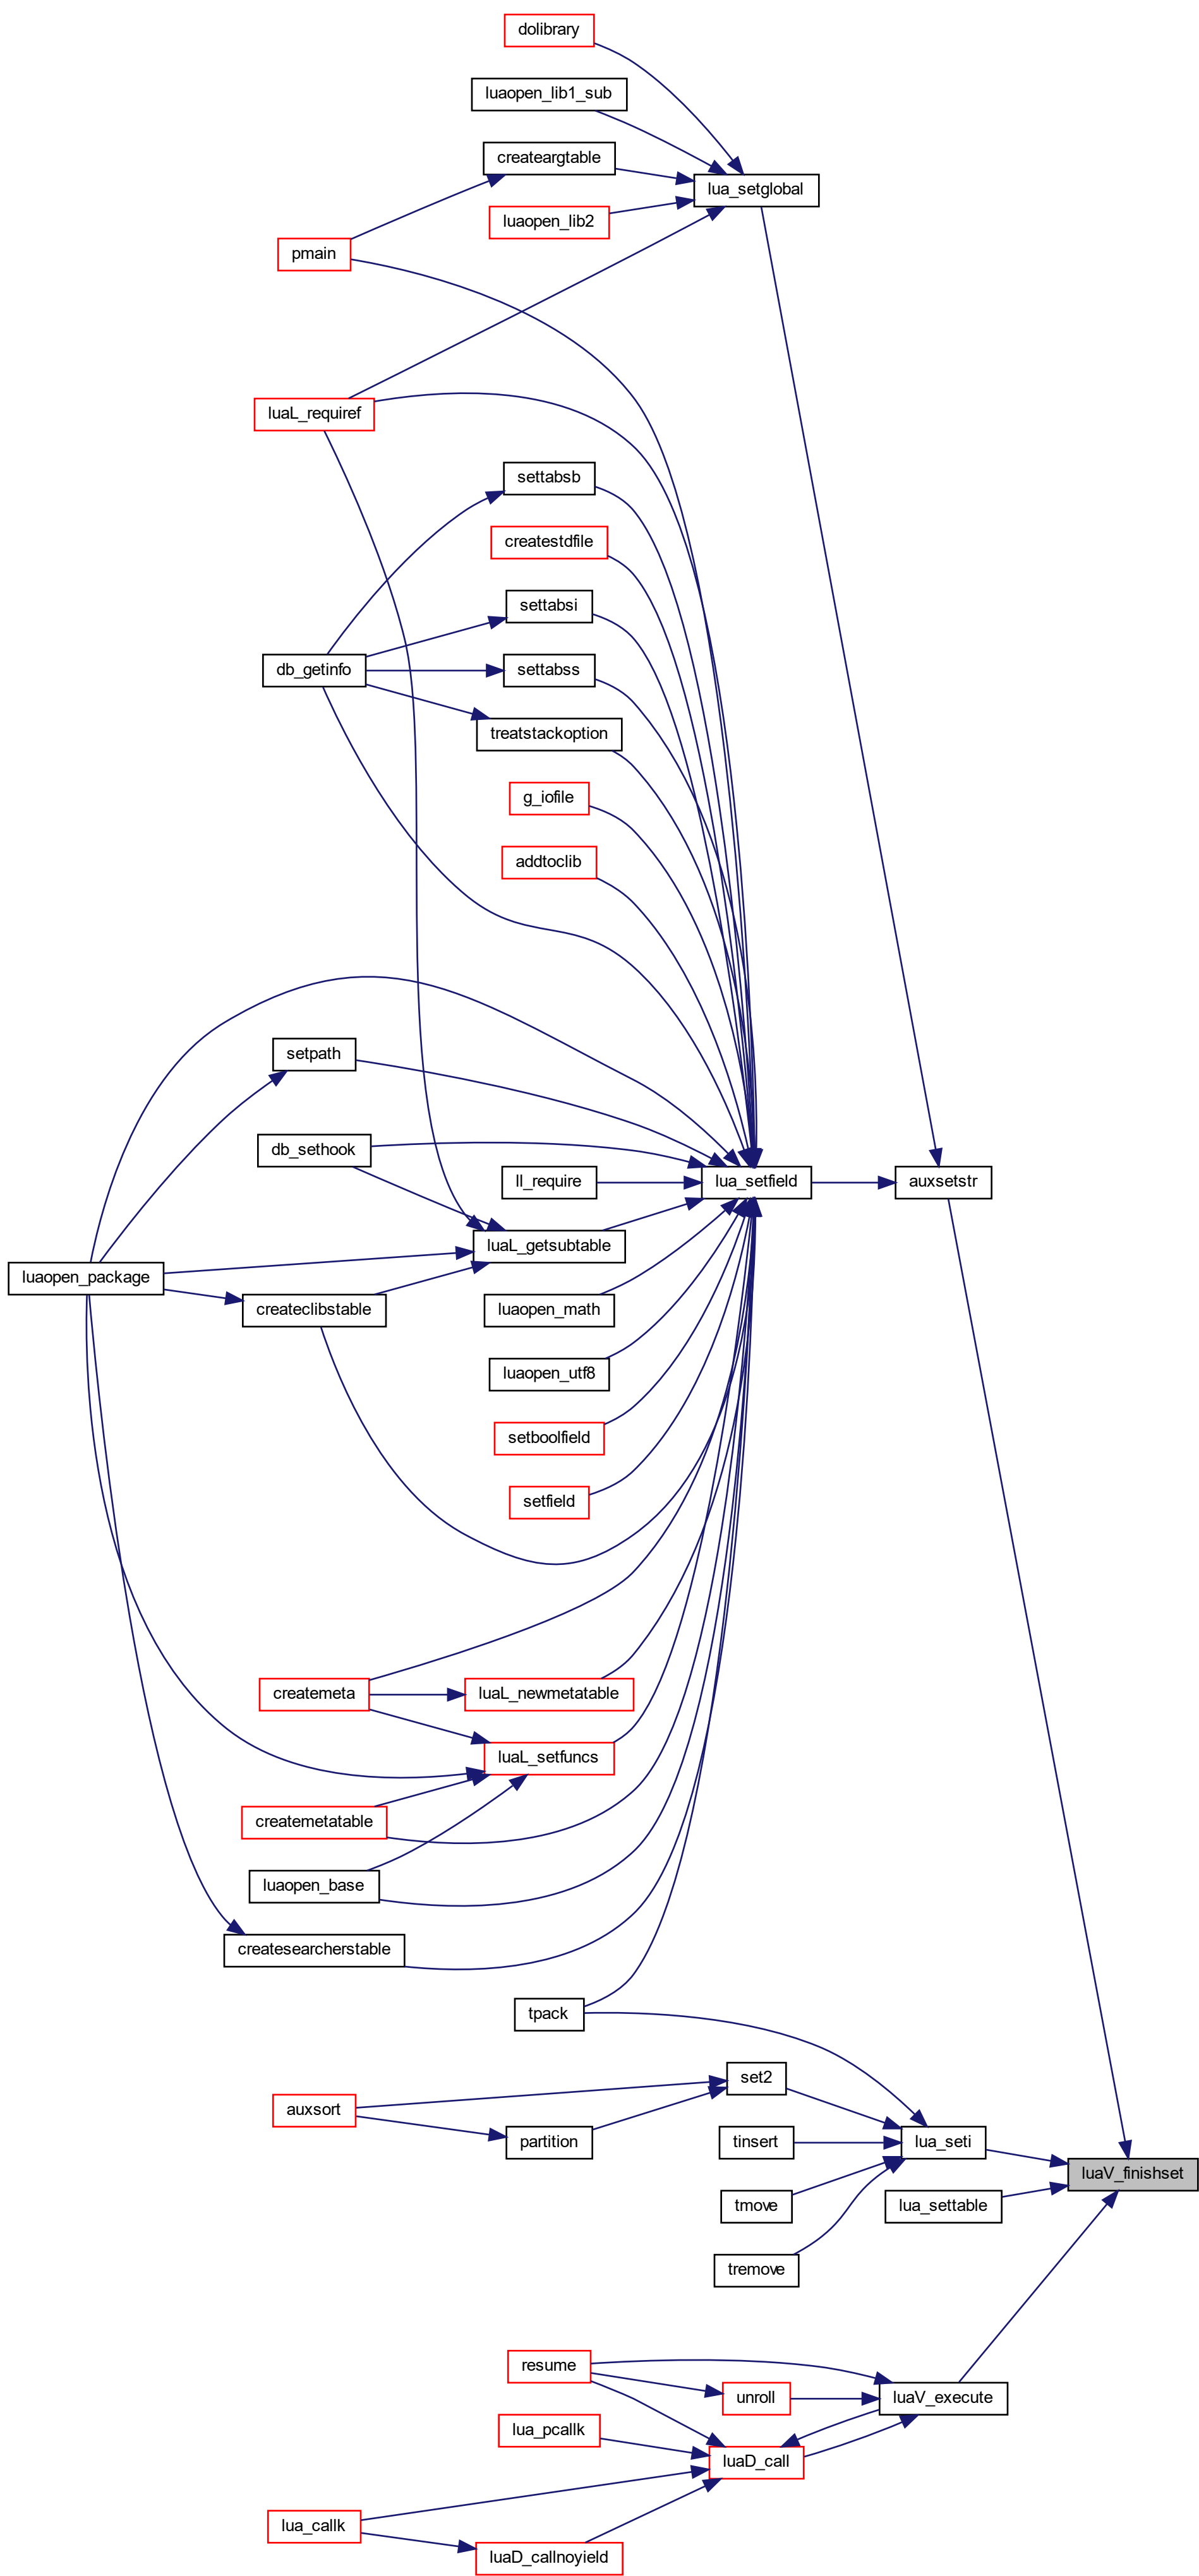 dolibrary
luaopen_lib1_sub
createargtable
lua_setglobal
luaopen_lib2
pmain
luaL_requiref
settabsb
createstdfile
settabsi
db_getinfo
settabss
treatstackoption
g_iofile
addtoclib
setpath
db_sethook
ll_require
lua_setfield
auxsetstr
luaL_getsubtable
luaopen_package
createclibstable
luaopen_math
luaopen_utf8
setboolfield
setfield
createmeta
luaL_newmetatable
luaL_setfuncs
createmetatable
luaopen_base
createsearcherstable
tpack
set2
auxsort
partition
tinsert
lua_seti
luaV_finishset
tmove
lua_settable
tremove
resume
unroll
luaV_execute
lua_pcallk
luaD_call
lua_callk
luaD_callnoyield